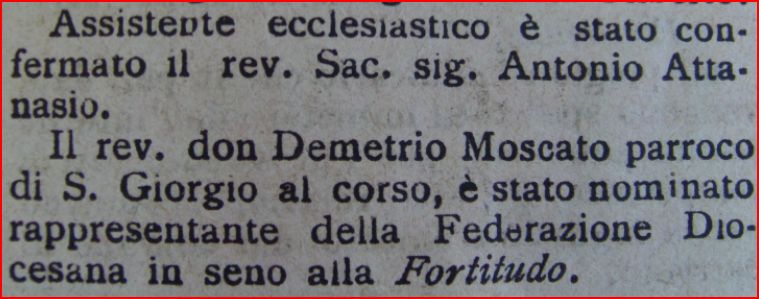 Assistente ecclesiastico è stato con-
fermato il rev. Sac. sig. Antonio Atta-
nasio.
Il rev. don Demetrio Moscato parroco
di S. Giorgio al corso, è stato nominato
rappresentante della Federazione Dio-
cesana in seno alla Fortitudo.